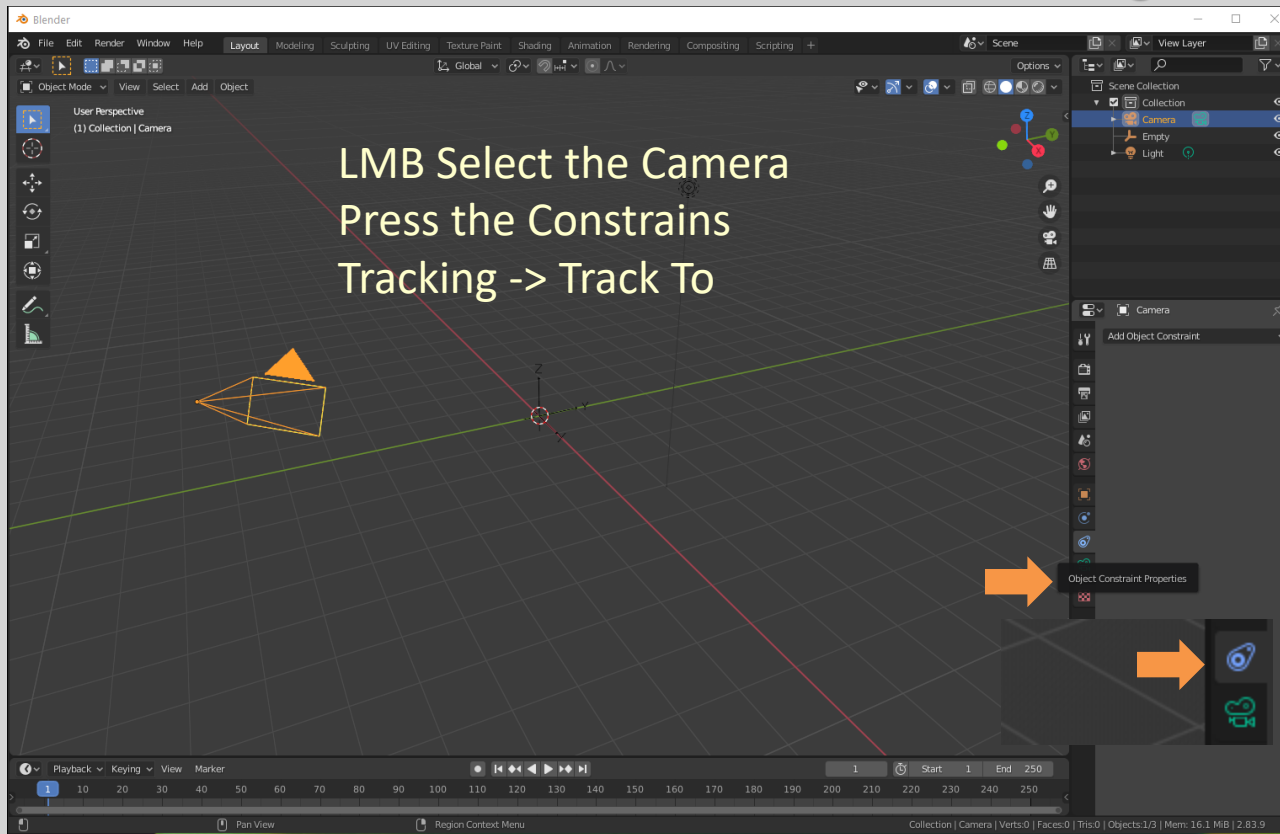 Blender
File Edit Render Window Help Layout Modeling Sculpting UV Editing Texture Paint Shading Animation Rendering Compositing Scripting + Scene View Layer
Global Options
Object Mode View Select Add Object
User Perspective
(1) Collection | Camera
LMB Select the Camera
Press the Constrains
Tracking -> Track To
Z
Y
X
Scene Collection
Collection
Camera
Empty
Light
Camera
Add Object Constraint
Object Constraint Properties
Playback Keying View Marker 1 Start 1 End 250
1 10 20 30 40 50 60 70 80 90 100 110 120 130 140 150 160 170 180 190 200 210 220 230 240 250
Pan View Region Context Menu Collection | Camera | Verts:0 | Faces:0 | Tris:0 | Objects:1/3 | Mem: 16.1 MiB | 2.83.9